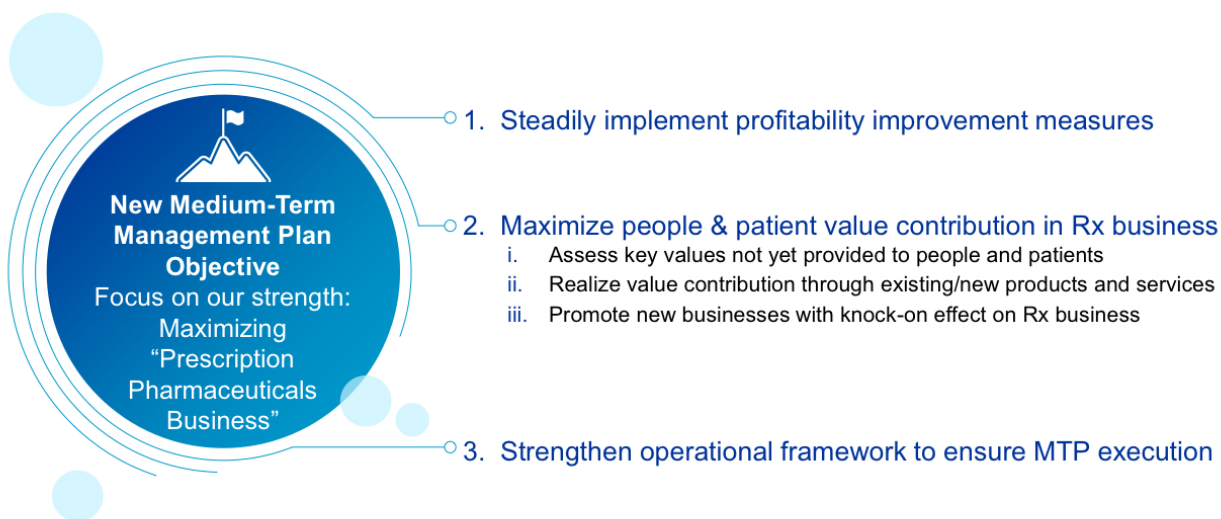 New Medium-Term
Management Plan
Objective
Focus on our strength:
Maximizing
“Prescription
Pharmaceuticals
Business”
1. Steadily implement profitability improvement measures
2. Maximize people & patient value contribution in Rx business
i. Assess key values not yet provided to people and patients
ii. Realize value contribution through existing/new products and services
iii. Promote new businesses with knock-on effect on Rx business
3. Strengthen operational framework to ensure MTP execution